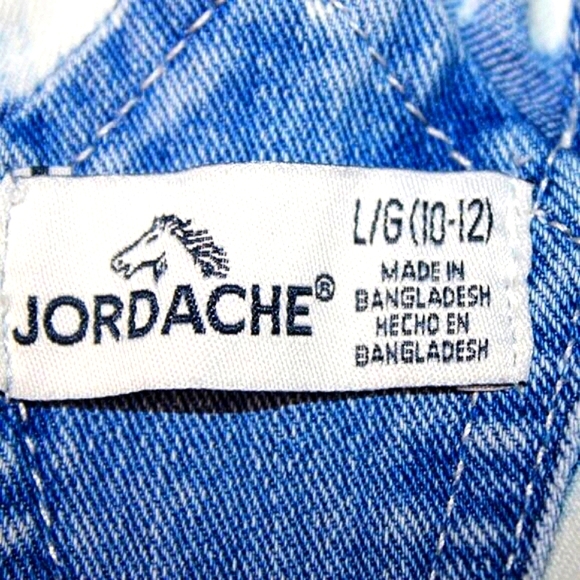 JORDACHE®
L/G (10-12)
MADE IN
BANGLADESH
HECHO EN
BANGLADESH